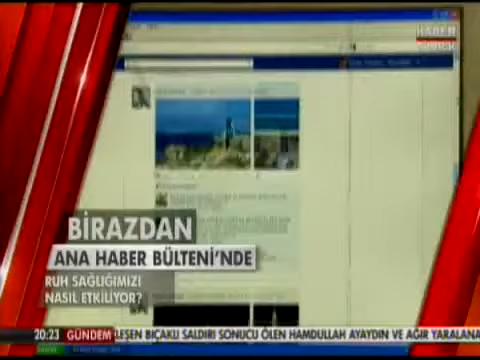 HABER
BİRAZDAN
ANA HABER BÜLTENİ'NDE
RUH SAĞLIĞIMIZI
NASIL ETKİLİYOR?
20:23 GÜNDEM LEŞEN BIÇAKLI SALDIRI SONUCU ÖLEN HAMDULLAH AYAYDIN VE AĞIR YARALANA